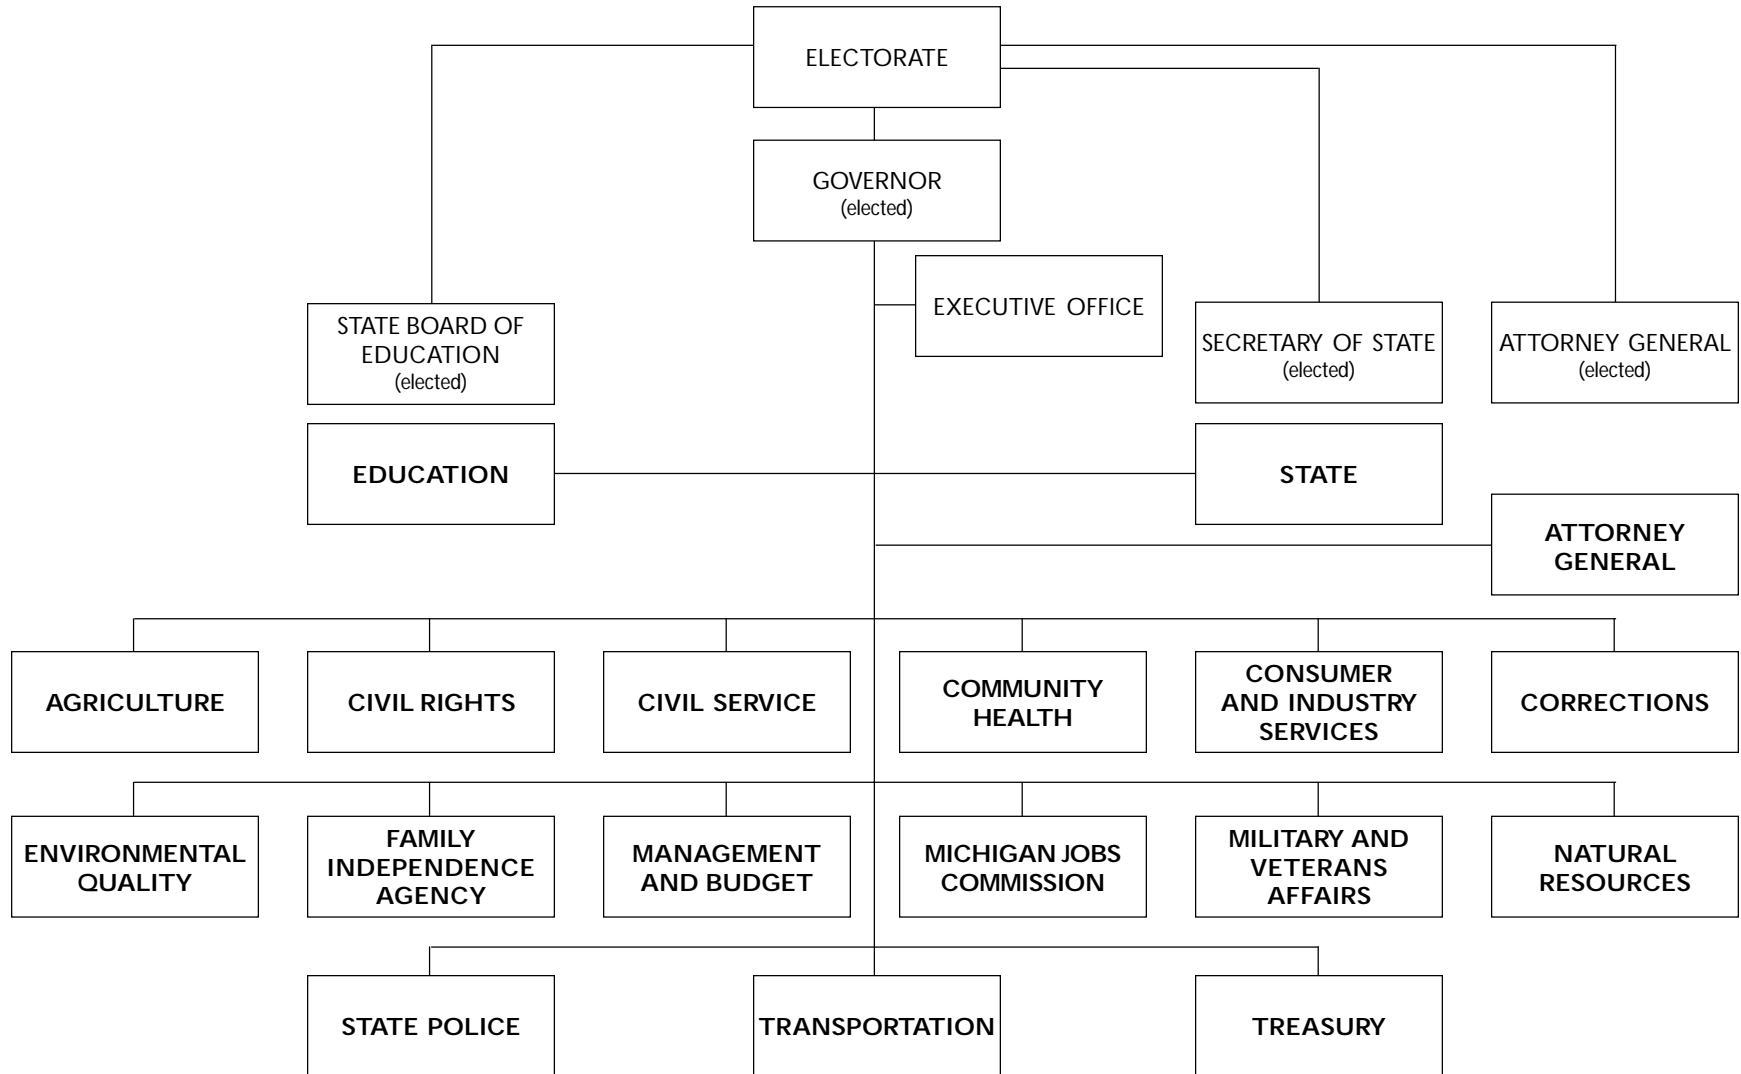 ELECTORATE
GOVERNOR
(elected)
EXECUTIVE OFFICE
STATE BOARD OF
EDUCATION
(elected)
SECRETARY OF STATE
(elected)
ATTORNEY GENERAL
(elected)
EDUCATION
STATE
ATTORNEY
GENERAL
AGRICULTURE
CIVIL RIGHTS
CIVIL SERVICE
COMMUNITY
HEALTH
CONSUMER
AND INDUSTRY
SERVICES
CORRECTIONS
ENVIRONMENTAL
QUALITY
FAMILY
INDEPENDENCE
AGENCY
MANAGEMENT
AND BUDGET
MICHIGAN JOBS
COMMISSION
MILITARY AND
VETERANS
AFFAIRS
NATURAL
RESOURCES
STATE POLICE
TRANSPORTATION
TREASURY